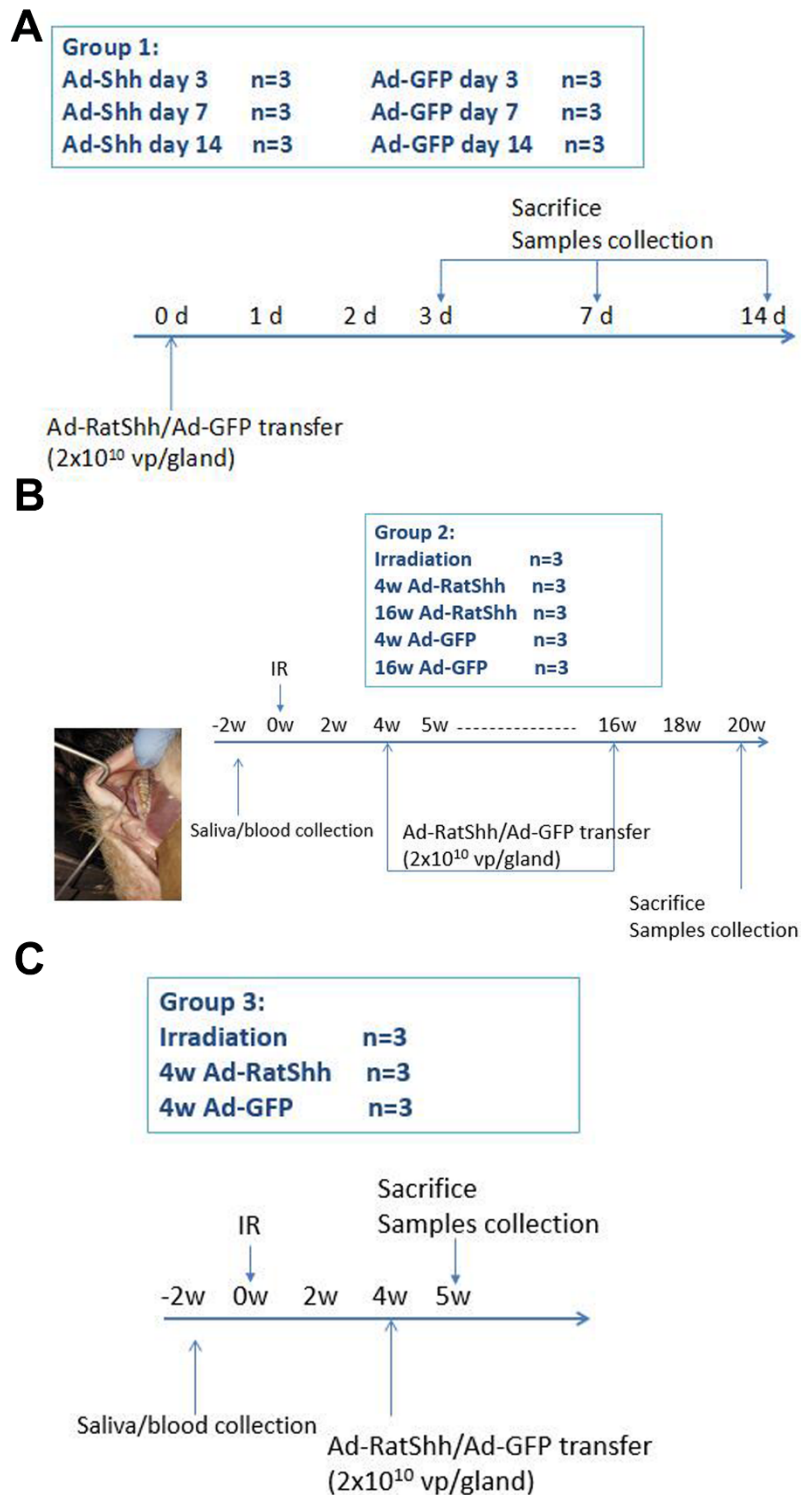 A
Group 1:
Ad-Shh day 3 n=3 Ad-GFP day 3 n=3
Ad-Shh day 7 n=3 Ad-GFP day 7 n=3
Ad-Shh day 14 n=3 Ad-GFP day 14 n=3
Sacrifice
Samples collection
0 d 1 d 2 d 3 d 7 d 14 d
Ad-RatShh/Ad-GFP transfer
(2x10¹⁰ vp/gland)
B
Group 2:
Irradiation n=3
4w Ad-RatShh n=3
16w Ad-RatShh n=3
4w Ad-GFP n=3
16w Ad-GFP n=3
IR
-2w 0w 2w 4w 5w ---------------- 16w 18w 20w
Saliva/blood collection
Ad-RatShh/Ad-GFP transfer
(2x10¹⁰ vp/gland)
Sacrifice
Samples collection
C
Group 3:
Irradiation n=3
4w Ad-RatShh n=3
4w Ad-GFP n=3
Sacrifice
Samples collection
IR
-2w 0w 2w 4w 5w
Saliva/blood collection
Ad-RatShh/Ad-GFP transfer
(2x10¹⁰ vp/gland)